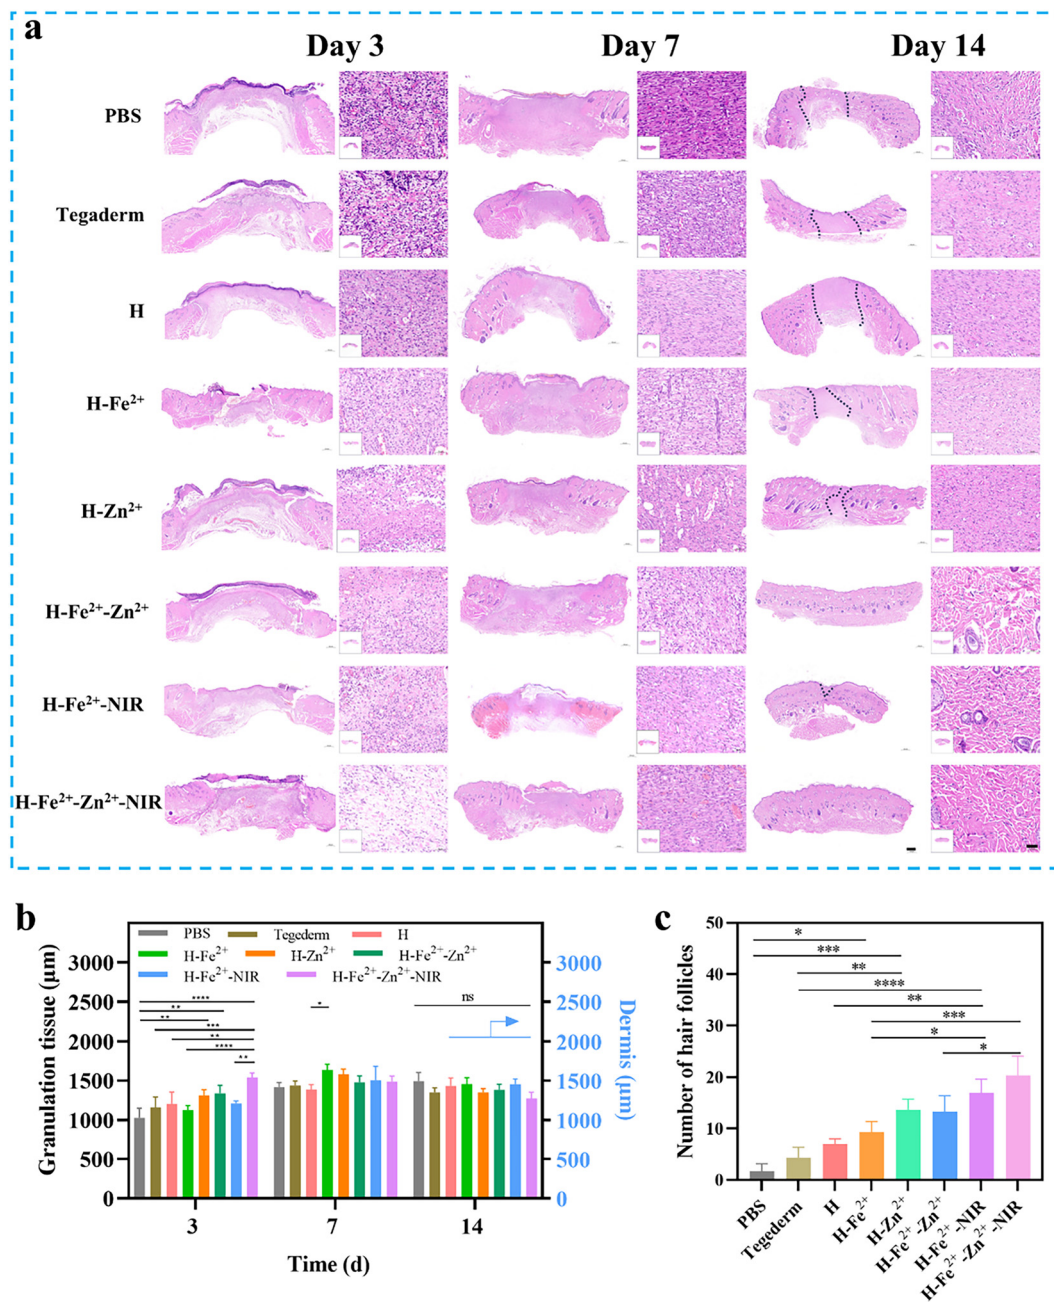 a
Day 3 Day 7 Day 14
PBS
Tegaderm
H
H-Fe²⁺
H-Zn²⁺
H-Fe²⁺-Zn²⁺
H-Fe²⁺-NIR
H-Fe²⁺-Zn²⁺-NIR
b
PBS Tegederm H
H-Fe²⁺ H-Zn²⁺ H-Fe²⁺-Zn²⁺
H-Fe²⁺-NIR H-Fe²⁺-Zn²⁺-NIR
Granulation tissue (μm)
3000
2500
2000
1500
1000
500
0
****
**
**
***
**
****
**
*
ns
3000
2500
2000
1500
1000
500
0
Dermis (μm)
3 7 14
Time (d)
c
Number of hair follicles
50
40
30
20
10
0
*
***
**
****
**
***
*
*
PBS
Tegederm
H
H-Fe²⁺
H-Zn²⁺
H-Fe²⁺-Zn²⁺
H-Fe²⁺-NIR
H-Fe²⁺-Zn²⁺-NIR